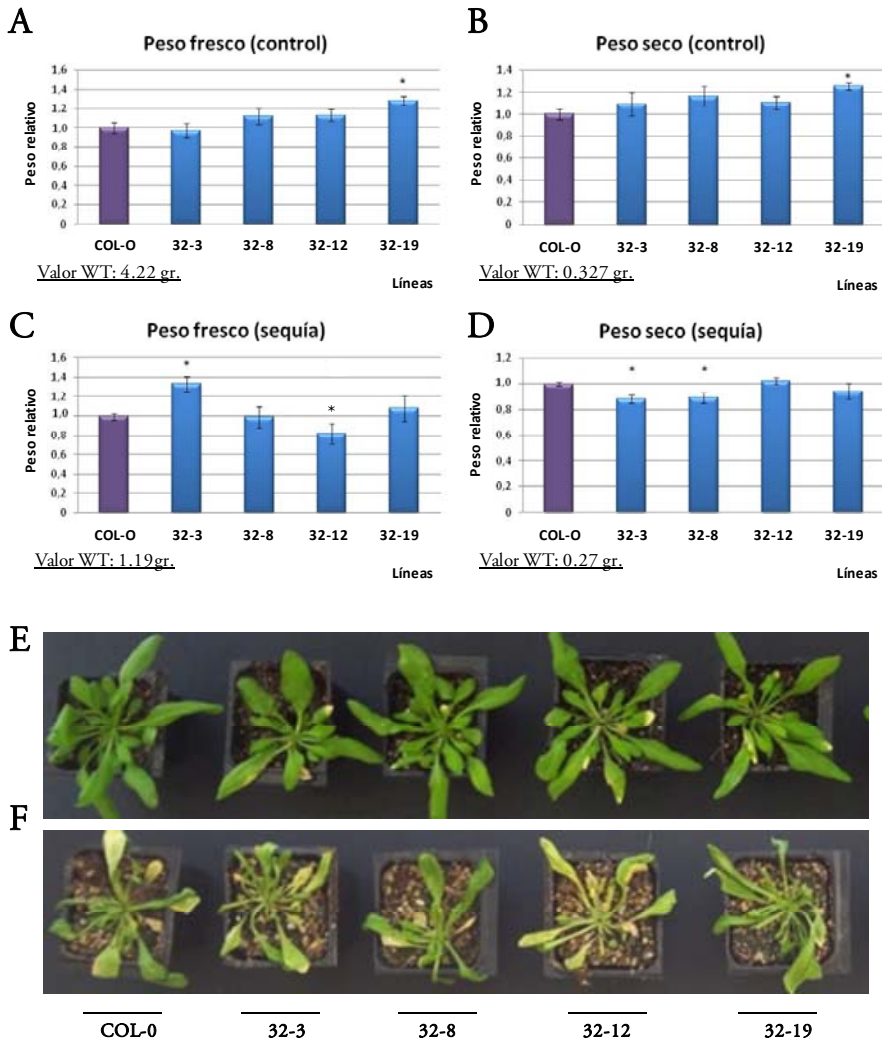 A
Peso fresco (control)
Peso relativo
1,6
1,4
1,2
1,0
0,8
0,6
0,4
0,2
0
*
COL-O 32-3 32-8 32-12 32-19
Valor WT: 4.22 gr.
Líneas
B
Peso seco (control)
Peso relativo
1,4
1,2
1,0
0,8
0,6
0,4
0,2
0
*
COL-O 32-3 32-8 32-12 32-19
Valor WT: 0.327 gr.
Líneas
C
Peso fresco (sequía)
Peso relativo
1,6
1,4
1,2
1,0
0,8
0,6
0,4
0,2
0
* *
COL-O 32-3 32-8 32-12 32-19
Valor WT: 1.19gr.
Líneas
D
Peso seco (sequía)
Peso relativo
1,2
1,0
0,8
0,6
0,4
0,2
0
* *
COL-O 32-3 32-8 32-12 32-19
Valor WT: 0.27 gr.
Líneas
E
F
COL-0 32-3 32-8 32-12 32-19